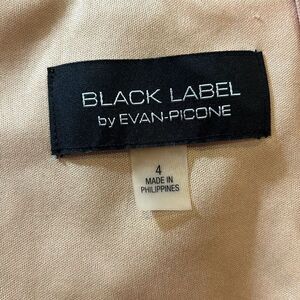 BLACK LABEL
by EVAN-PICONE
4
MADE IN
PHILIPPINES